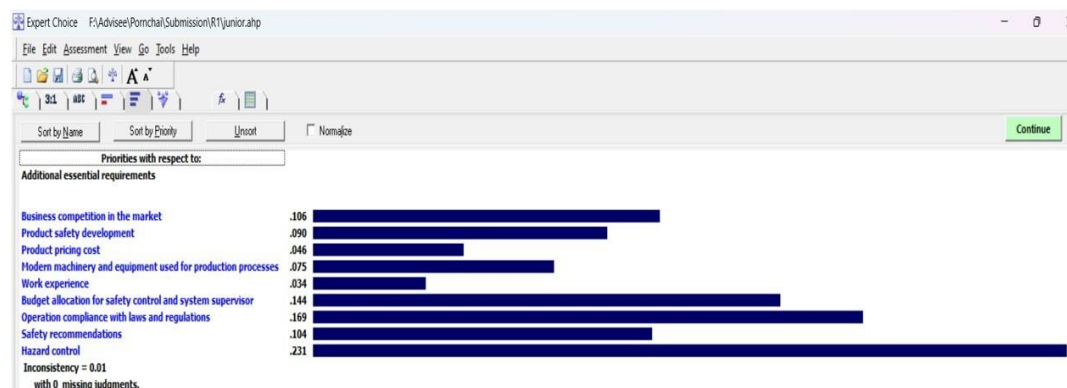 Expert Choice F:\Advisee\Pornchai\Submission\R1\junior.ahp
File Edit Assessment View Go Tools Help
A A
3:1 ABC fx
Sort by Name Sort by Priority Unsort Normalize Continue
Priorities with respect to:
Additional essential requirements
Business competition in the market .106
Product safety development .090
Product pricing cost .046
Modern machinery and equipment used for production processes .075
Work experience .034
Budget allocation for safety control and system supervisor .144
Operation compliance with laws and regulations .169
Safety recommendations .104
Hazard control .231
Inconsistency = 0.01
with 0 missing judgments.